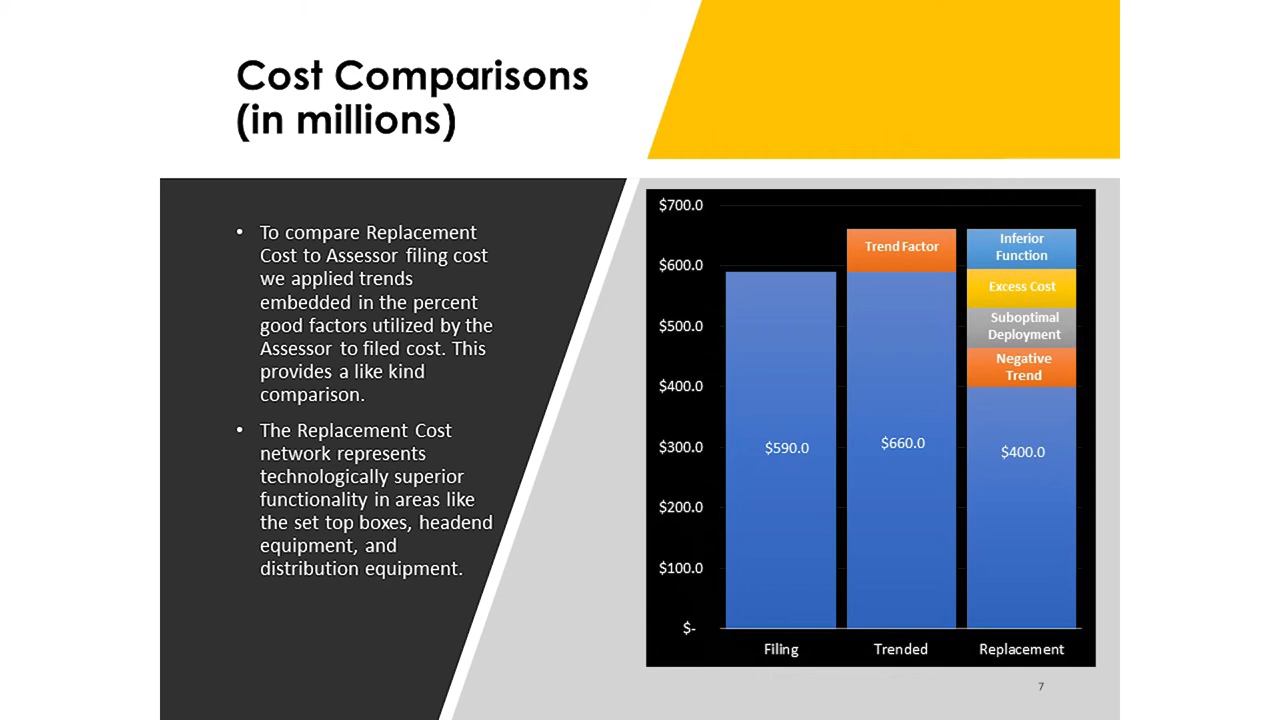 Cost Comparisons
(in millions)
• To compare Replacement
Cost to Assessor filing cost
we applied trends
embedded in the percent
good factors utilized by the
Assessor to filed cost. This
provides a like kind
comparison.
• The Replacement Cost
network represents
technologically superior
functionality in areas like
the set top boxes, headend
equipment, and
distribution equipment.
$700.0
$600.0
$500.0
$400.0
$300.0
$200.0
$100.0
$-
$590.0
Trend Factor
$660.0
Inferior
Function
Excess Cost
Suboptimal
Deployment
Negative
Trend
$400.0
Filing
Trended
Replacement
7